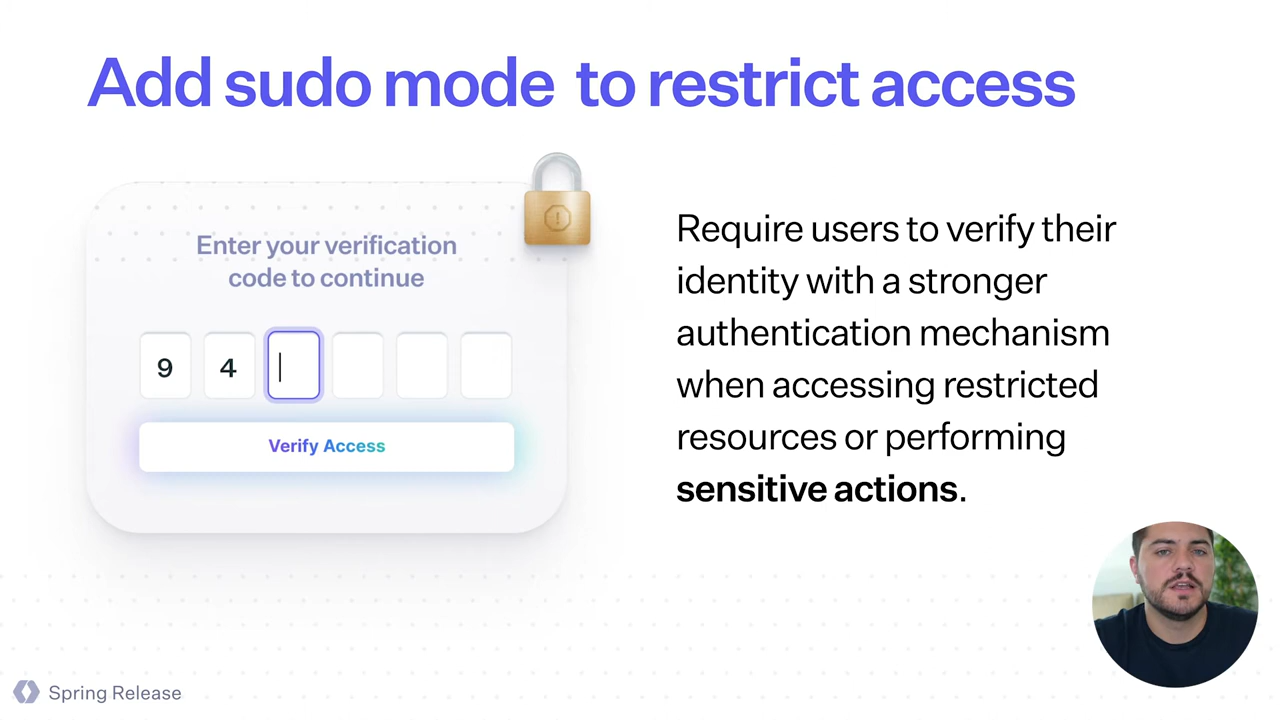 Add sudo mode  to restrict access
Enter your verification
code to continue
9 4
Verify Access
Require users to verify their
identity with a stronger
authentication mechanism
when accessing restricted
resources or performing
sensitive actions.
Spring Release